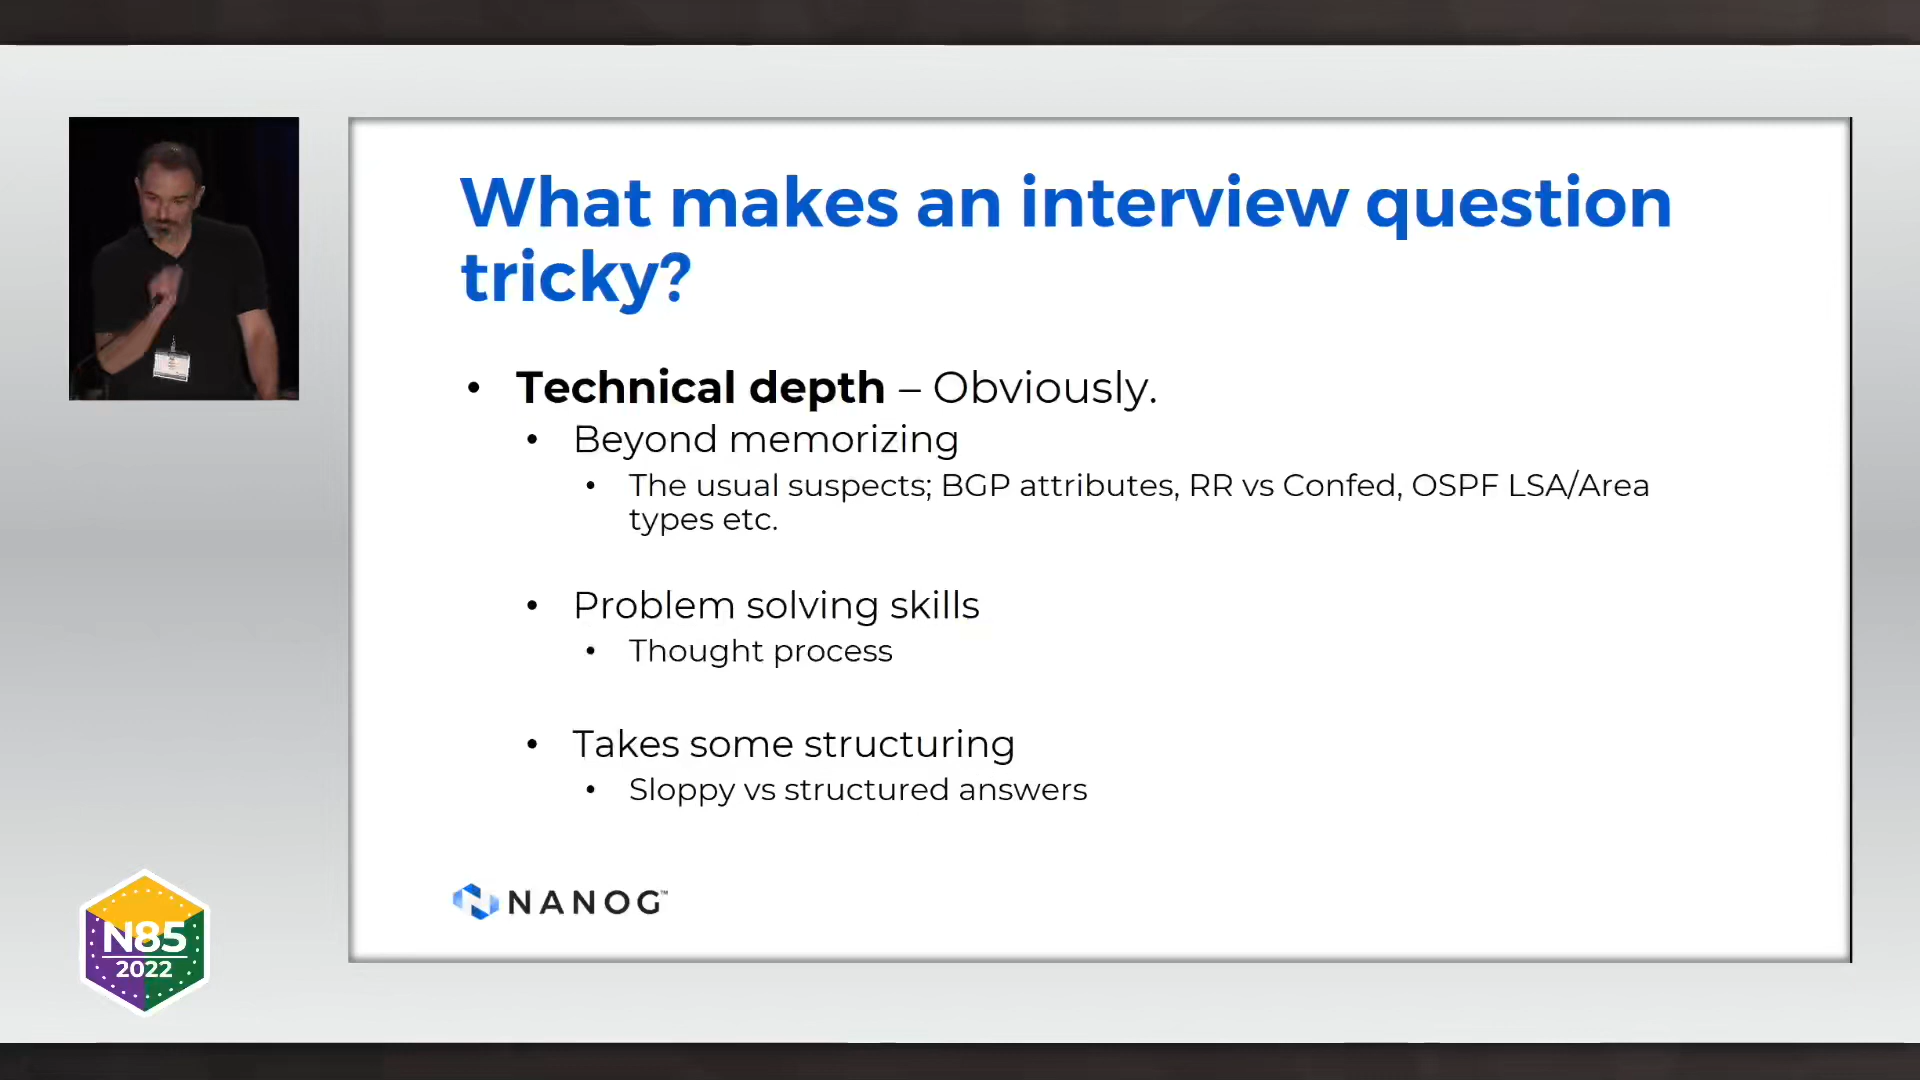 What makes an interview question
tricky?
• Technical depth – Obviously.
• Beyond memorizing
• The usual suspects; BGP attributes, RR vs Confed, OSPF LSA/Area
types etc.
• Problem solving skills
• Thought process
• Takes some structuring
• Sloppy vs structured answers
NANOG™
N85
2022